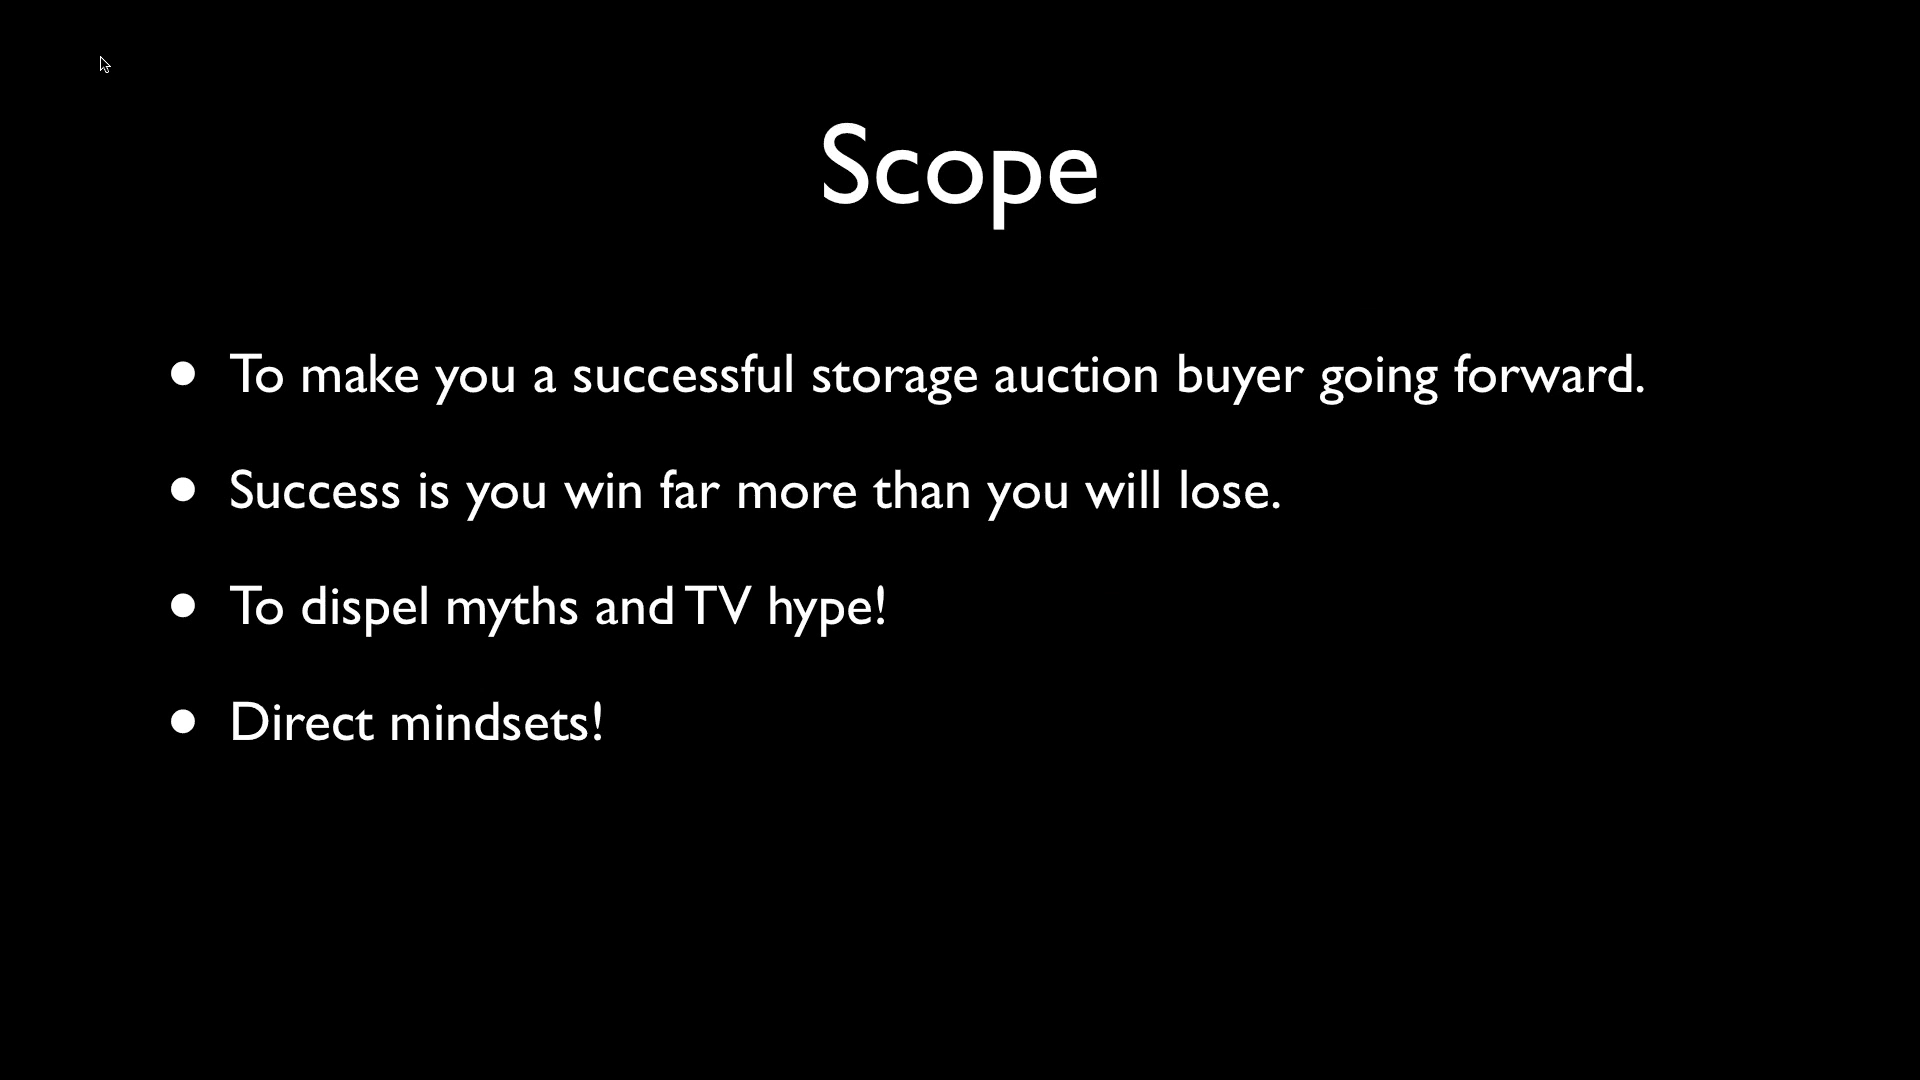 Scope
• To make you a successful storage auction buyer going forward.
• Success is you win far more than you will lose.
• To dispel myths and TV hype!
• Direct mindsets!